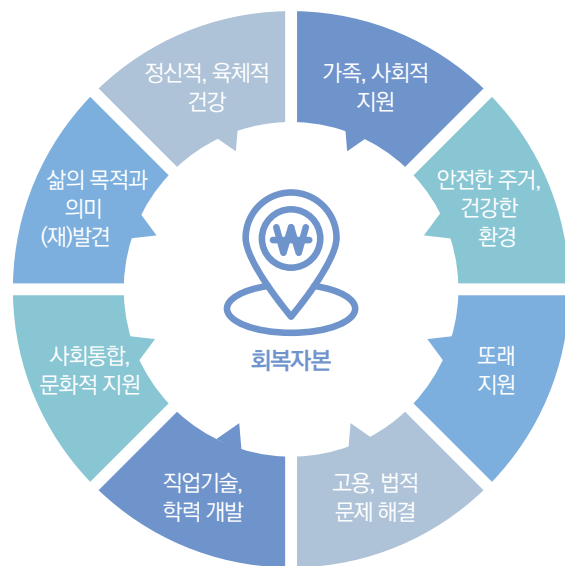 정신적, 육체적
건강
가족, 사회적
지원
안전한 주거,
건강한
환경
또래
지원
고용, 법적
문제 해결
직업기술,
학력 개발
사회통합,
문화적 지원
삶의 목적과
의미
(재)발견
₩
회복자본